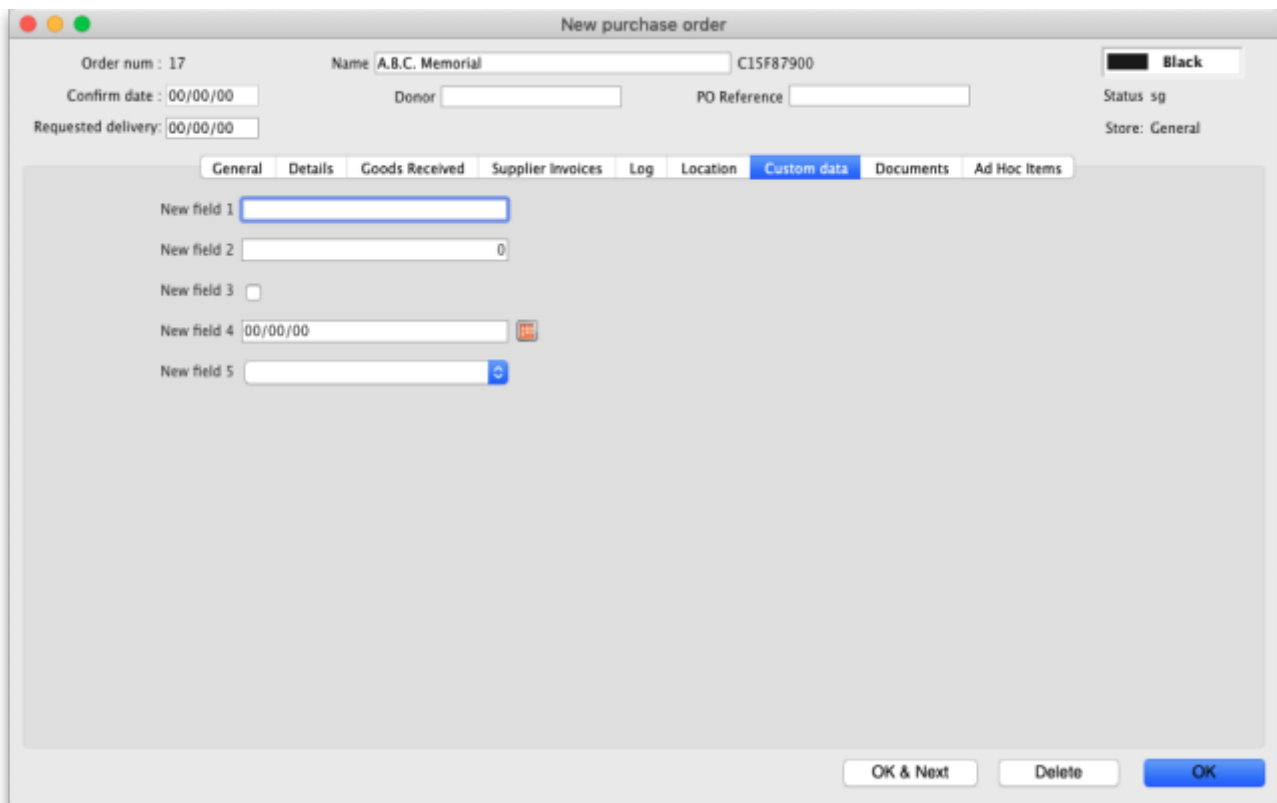 New purchase order
Order num : 17 Name A.B.C. Memorial C15F87900 Black
Confirm date : 00/00/00 Donor PO Reference Status sg
Requested delivery: 00/00/00 Store: General
General Details Goods Received Supplier Invoices Log Location Custom data Documents Ad Hoc Items
New field 1
New field 2 0
New field 3
New field 4 00/00/00
New field 5
OK & Next Delete OK